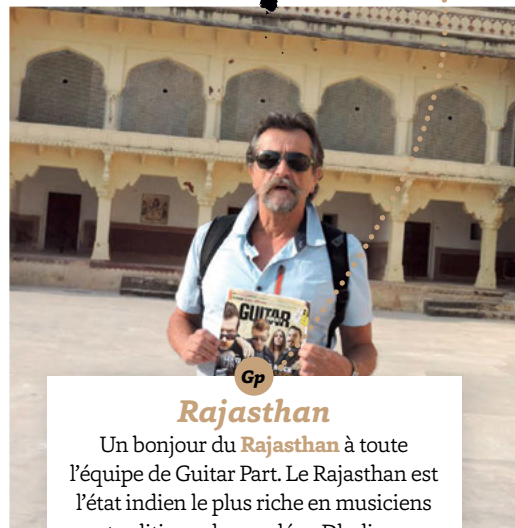 GUITAR
Gp
Rajasthan
Un bonjour du Rajasthan à toute
l'équipe de Guitar Part. Le Rajasthan est
l'état indien le plus riche en musiciens